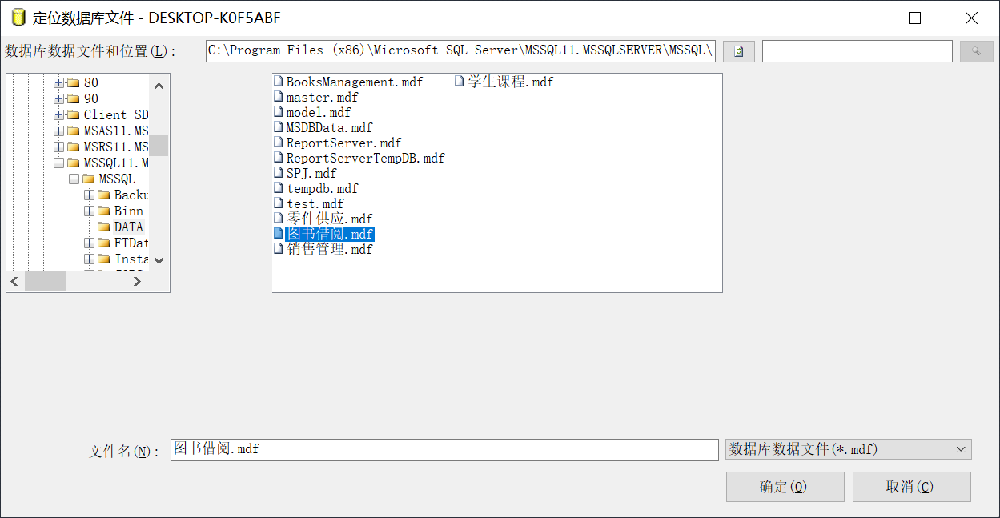 定位数据库文件 - DESKTOP-K0F5ABF
数据库数据文件和位置(L):
C:\Program Files (x86)\Microsoft SQL Server\MSSQL11.MSSQLSERVER\MSSQL\
80
90
Client SD
MSAS11.MS
MSRS11.MS
MSSQL11.M
MSSQL
Backu
Binn
DATA
FTDat
Insta
BooksManagement.mdf
master.mdf
model.mdf
MSDBData.mdf
ReportServer.mdf
ReportServerTempDB.mdf
SPJ.mdf
tempdb.mdf
test.mdf
零件供应.mdf
图书借阅.mdf
销售管理.mdf
学生课程.mdf
文件名(N):
图书借阅.mdf
数据库数据文件(*.mdf)
确定(O)
取消(C)